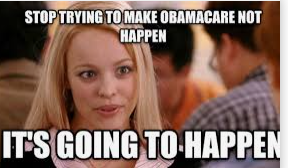 STOP TRYING TO MAKE OBAMACARE NOT
HAPPEN
IT'S GOING TO HAPPEN